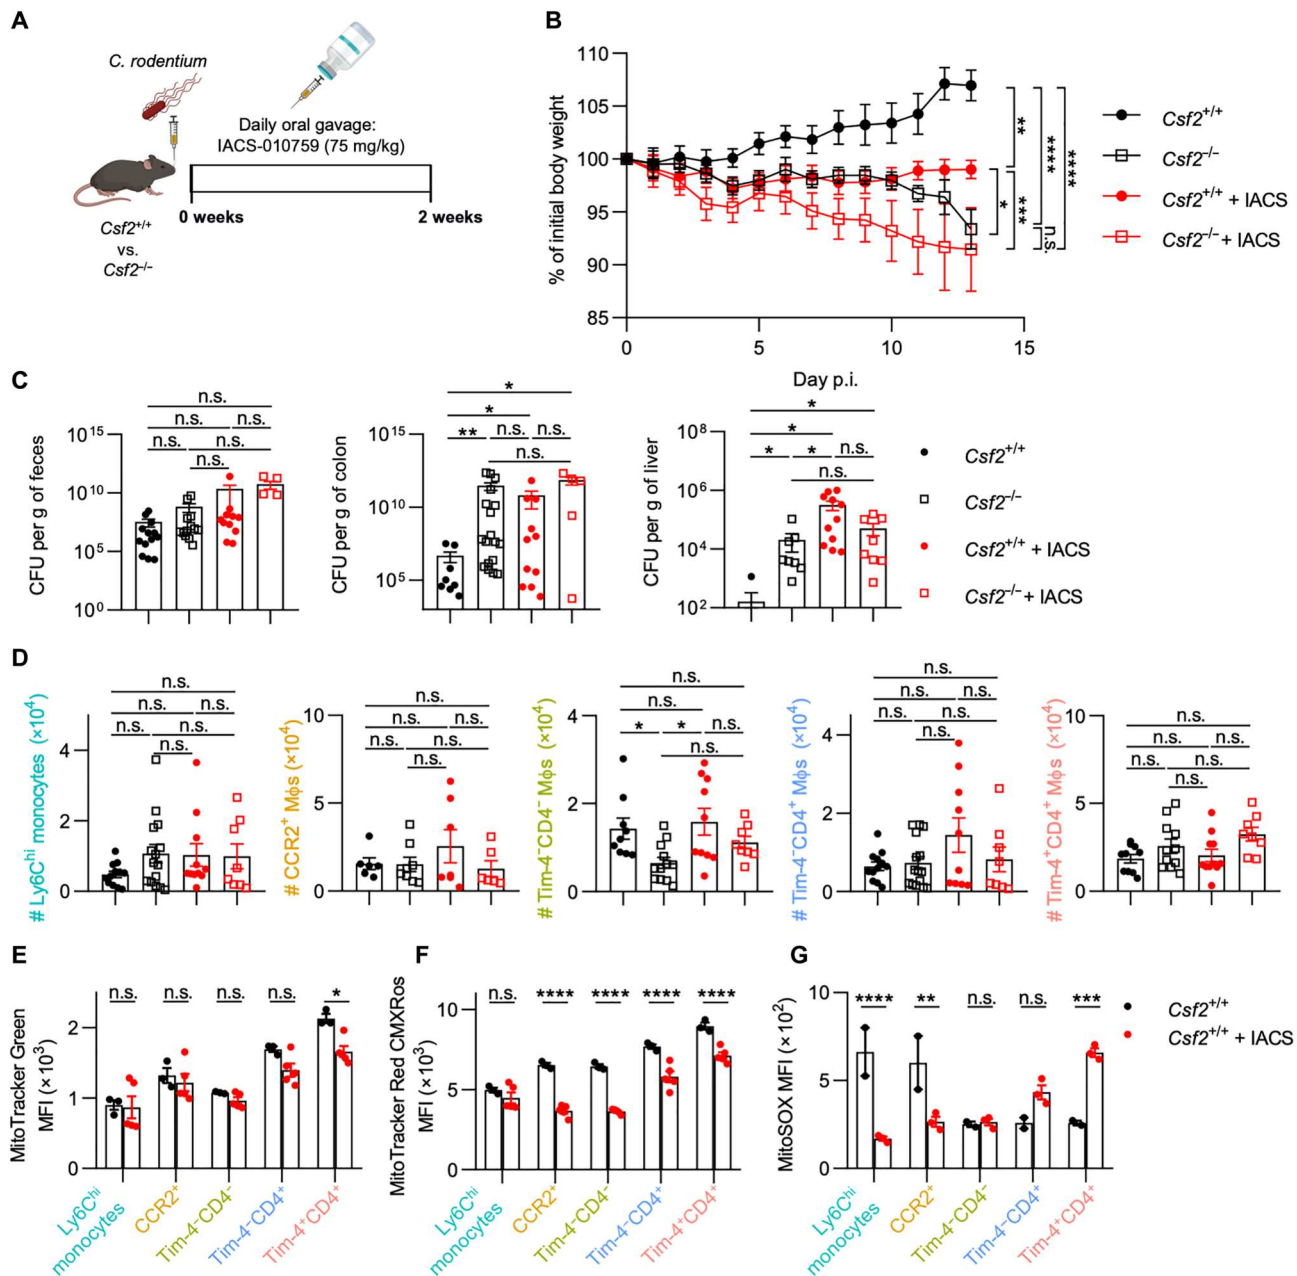 A
C. rodentium
Daily oral gavage:
IACS-010759 (75 mg/kg)
0 weeks
2 weeks
Csf2+/+
vs.
Csf2–/–
B
% of initial body weight
110
105
100
95
90
85
0
5
10
15
Day p.i.
**
****
****
*
***
n.s.
Csf2+/+
Csf2–/–
Csf2+/+ + IACS
Csf2–/– + IACS
C
CFU per g of feces
10^15
10^10
10^5
10^0
n.s.
n.s. n.s.
n.s. n.s.
n.s.
CFU per g of colon
10^15
10^10
10^5
*
*
** n.s. n.s.
n.s.
CFU per g of liver
10^8
10^6
10^4
10^2
*
*
* * n.s.
n.s.
Csf2+/+
Csf2–/–
Csf2+/+ + IACS
Csf2–/– + IACS
D
# Ly6C^hi monocytes (×10^4)
4
2
0
n.s.
n.s. n.s.
n.s. n.s.
n.s.
# CCR2+ Mϕs (×10^4)
10
5
0
n.s.
n.s. n.s.
n.s. n.s.
n.s.
# Tim-4–CD4– Mϕs (×10^4)
4
2
0
n.s.
n.s.
* * n.s.
n.s.
# Tim-4–CD4+ Mϕs (×10^4)
4
2
0
n.s.
n.s. n.s.
n.s. n.s.
n.s.
# Tim-4+CD4+ Mϕs (×10^4)
10
5
0
n.s.
n.s. n.s.
n.s. n.s.
n.s.
E
MitoTracker Green
MFI (×10^3)
2
1
0
n.s. n.s. n.s. n.s. *
Ly6C^hi
monocytes
CCR2+
Tim-4–CD4–
Tim-4–CD4+
Tim-4+CD4+
F
MitoTracker Red CMXRos
MFI (×10^3)
10
5
0
n.s. **** **** **** ****
Ly6C^hi
monocytes
CCR2+
Tim-4–CD4–
Tim-4–CD4+
Tim-4+CD4+
G
MitoSOX MFI (×10^2)
10
5
0
**** ** n.s. n.s. ***
Ly6C^hi
monocytes
CCR2+
Tim-4–CD4–
Tim-4–CD4+
Tim-4+CD4+
Csf2+/+
Csf2+/+ + IACS